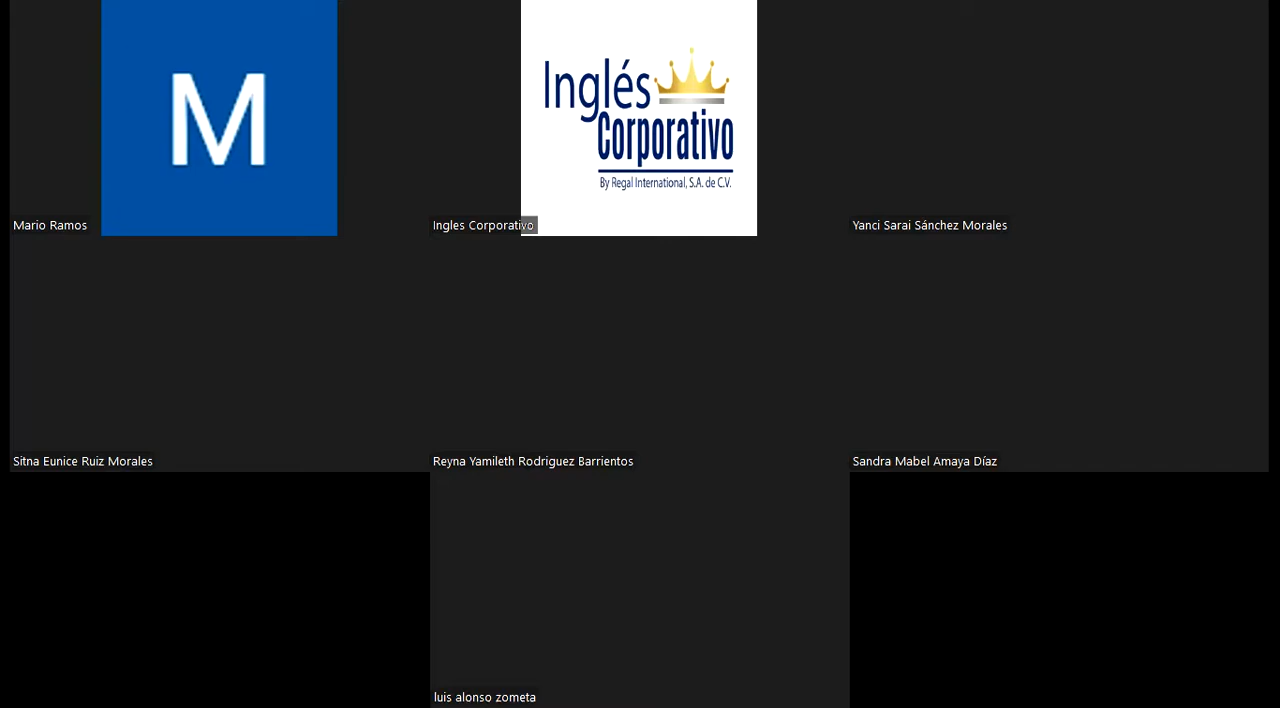 M
Inglés
Corporativo
By Regal International, S.A. de C.V.
Mario Ramos
Ingles Corporativo
Yanci Sarai Sánchez Morales
Sitna Eunice Ruiz Morales
Reyna Yamileth Rodriguez Barrientos
Sandra Mabel Amaya Díaz
luis alonso zometa